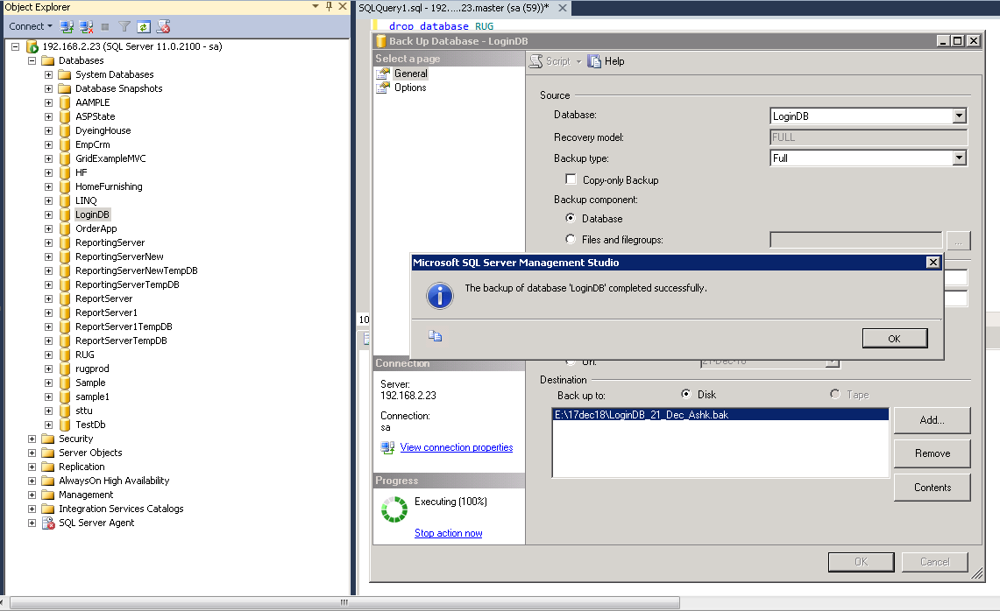 Object Explorer
Connect
192.168.2.23 (SQL Server 11.0.2100 - sa)
Databases
System Databases
Database Snapshots
AAMPLE
ASPState
DyeingHouse
EmpCrm
GridExampleMVC
HF
HomeFurnishing
LINQ
LoginDB
OrderApp
ReportingServer
ReportingServerNew
ReportingServerNewTempDB
ReportingServerTempDB
ReportServer
ReportServer1
ReportServer1TempDB
ReportServerTempDB
RUG
rugprod
Sample
sample1
sttu
TestDb
Security
Server Objects
Replication
AlwaysOn High Availability
Management
Integration Services Catalogs
SQL Server Agent
SQLQuery1.sql - 192.....23.master (sa (59))*
drop database RUG
10
Back Up Database - LoginDB
Select a page
General
Options
Script
Help
Source
Database:
LoginDB
Recovery model:
FULL
Backup type:
Full
Copy-only Backup
Backup component:
Database
Files and filegroups:
...
Microsoft SQL Server Management Studio
The backup of database 'LoginDB' completed successfully.
OK
On:
21-Dec-18
Destination
Back up to:
Disk
Tape
E:\17dec18\LoginDB_21_Dec_Ashk.bak
Add...
Remove
Contents
Connection
Server:
192.168.2.23
Connection:
sa
View connection properties
Progress
Executing (100%)
Stop action now
OK
Cancel